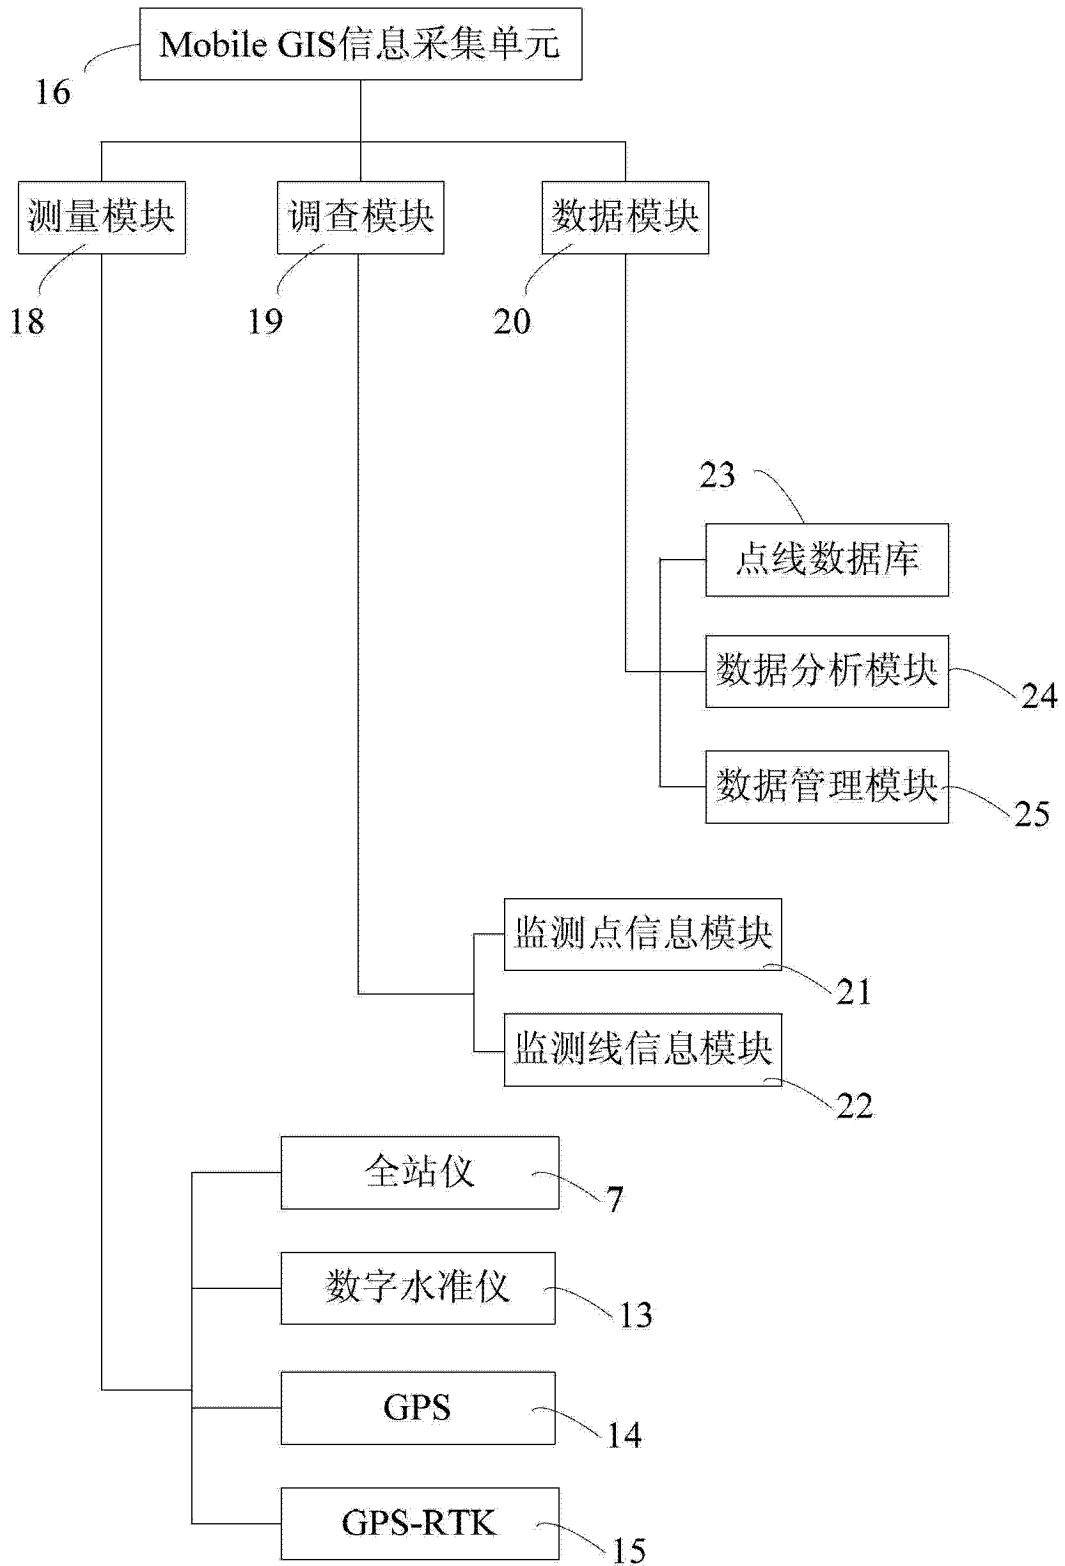 Mobile GIS信息采集单元
16
测量模块
调查模块
数据模块
18
19
20
23
点线数据库
数据分析模块
24
数据管理模块
25
监测点信息模块
21
监测线信息模块
22
全站仪
7
数字水准仪
13
GPS
14
GPS-RTK
15